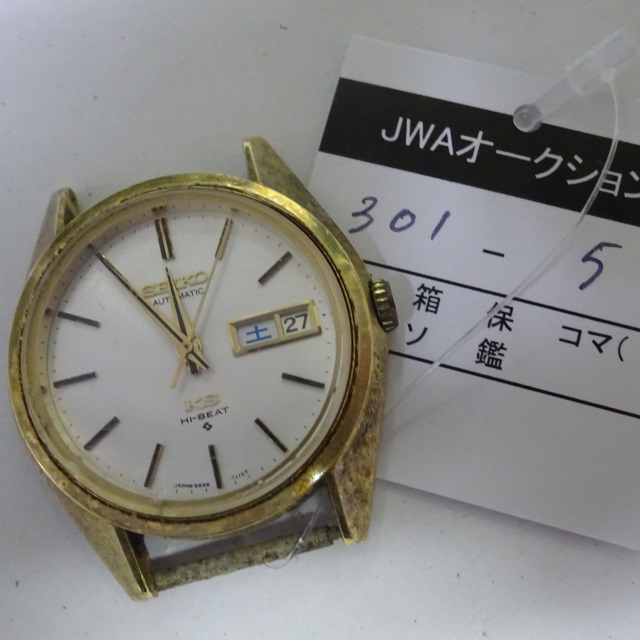 SEIKO
AUTOMATIC
土 27
KS
HI-BEAT
JWAオークション
301 - 5
箱 保 コマ(
ソ 鑑